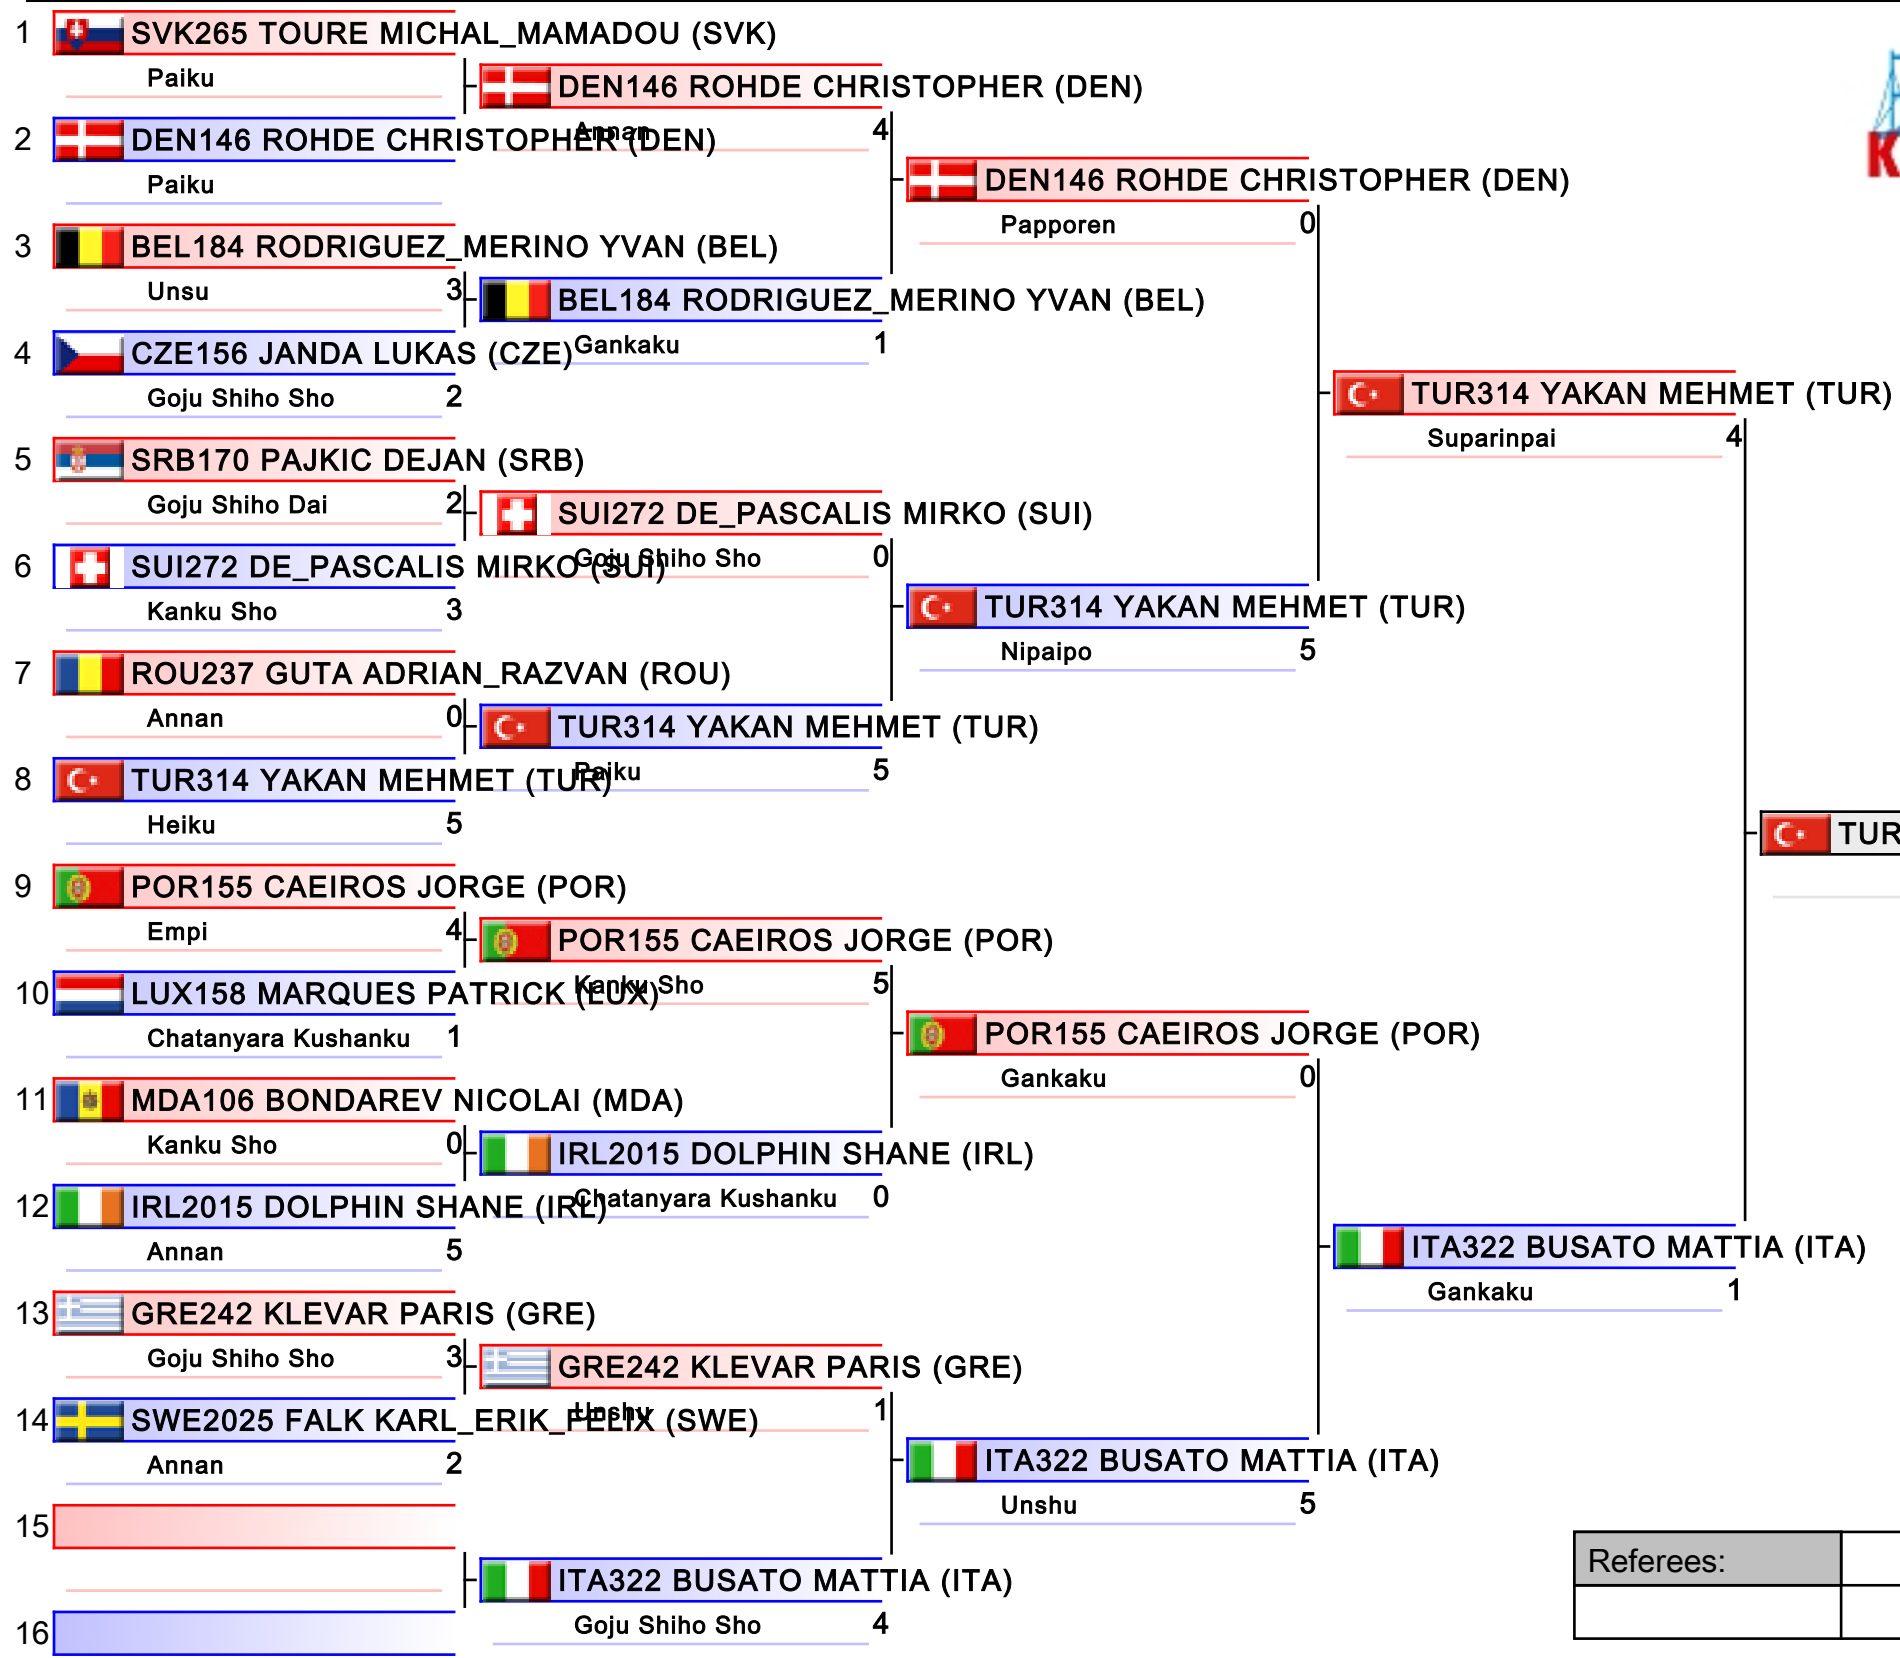 1 SVK265 TOURE MICHAL_MAMADOU (SVK)
Paiku
2 DEN146 ROHDE CHRISTOPHER (DEN)
Paiku
3 BEL184 RODRIGUEZ_MERINO YVAN (BEL)
Unsu 3
4 CZE156 JANDA LUKAS (CZE)
Goju Shiho Sho 2
5 SRB170 PAJKIC DEJAN (SRB)
Goju Shiho Dai 2
6 SUI272 DE_PASCALIS MIRKO (SUI)
Kanku Sho 3
7 ROU237 GUTA ADRIAN_RAZVAN (ROU)
Annan 0
8 TUR314 YAKAN MEHMET (TUR)
Heiku 5
9 POR155 CAEIROS JORGE (POR)
Empi 4
10 LUX158 MARQUES PATRICK (LUX)
Chatanyara Kushanku 1
11 MDA106 BONDAREV NICOLAI (MDA)
Kanku Sho 0
12 IRL2015 DOLPHIN SHANE (IRL)
Annan 5
13 GRE242 KLEVAR PARIS (GRE)
Goju Shiho Sho 3
14 SWE2025 FALK KARL_ERIK_FELIX (SWE)
Annan 2
15
16
DEN146 ROHDE CHRISTOPHER (DEN)
Annan 4
BEL184 RODRIGUEZ_MERINO YVAN (BEL)
Gankaku 1
SUI272 DE_PASCALIS MIRKO (SUI)
Goju Shiho Sho 0
TUR314 YAKAN MEHMET (TUR)
Paiku 5
POR155 CAEIROS JORGE (POR)
Kanku Sho 5
IRL2015 DOLPHIN SHANE (IRL)
Chatanyara Kushanku 0
GRE242 KLEVAR PARIS (GRE)
Unshu 1
ITA322 BUSATO MATTIA (ITA)
Goju Shiho Sho 4
DEN146 ROHDE CHRISTOPHER (DEN)
Papporen 0
TUR314 YAKAN MEHMET (TUR)
Nipaipo 5
POR155 CAEIROS JORGE (POR)
Gankaku 0
ITA322 BUSATO MATTIA (ITA)
Unshu 5
TUR314 YAKAN MEHMET (TUR)
Suparinpai 4
ITA322 BUSATO MATTIA (ITA)
Gankaku 1
TUR
K
Referees: